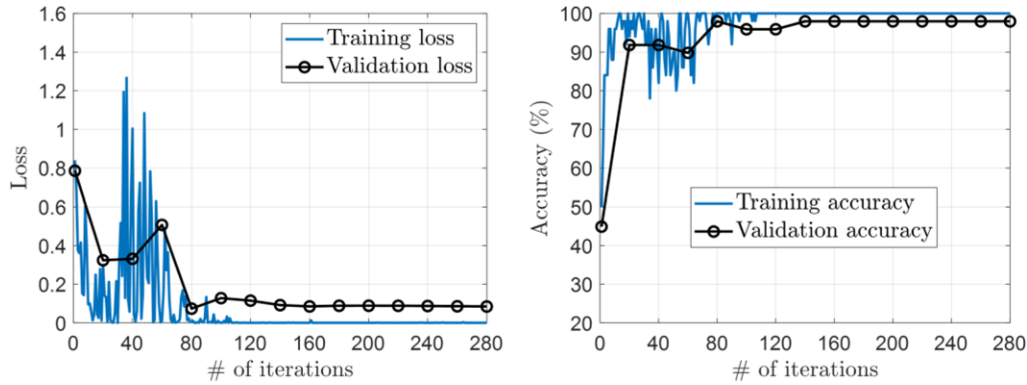 1.6
1.4
1.2
1
0.8
0.6
0.4
0.2
0
Loss
Training loss
Validation loss
0 40 80 120 160 200 240 280
# of iterations
100
90
80
70
60
50
40
30
20
Accuracy (%)
Training accuracy
Validation accuracy
0 40 80 120 160 200 240 280
# of iterations